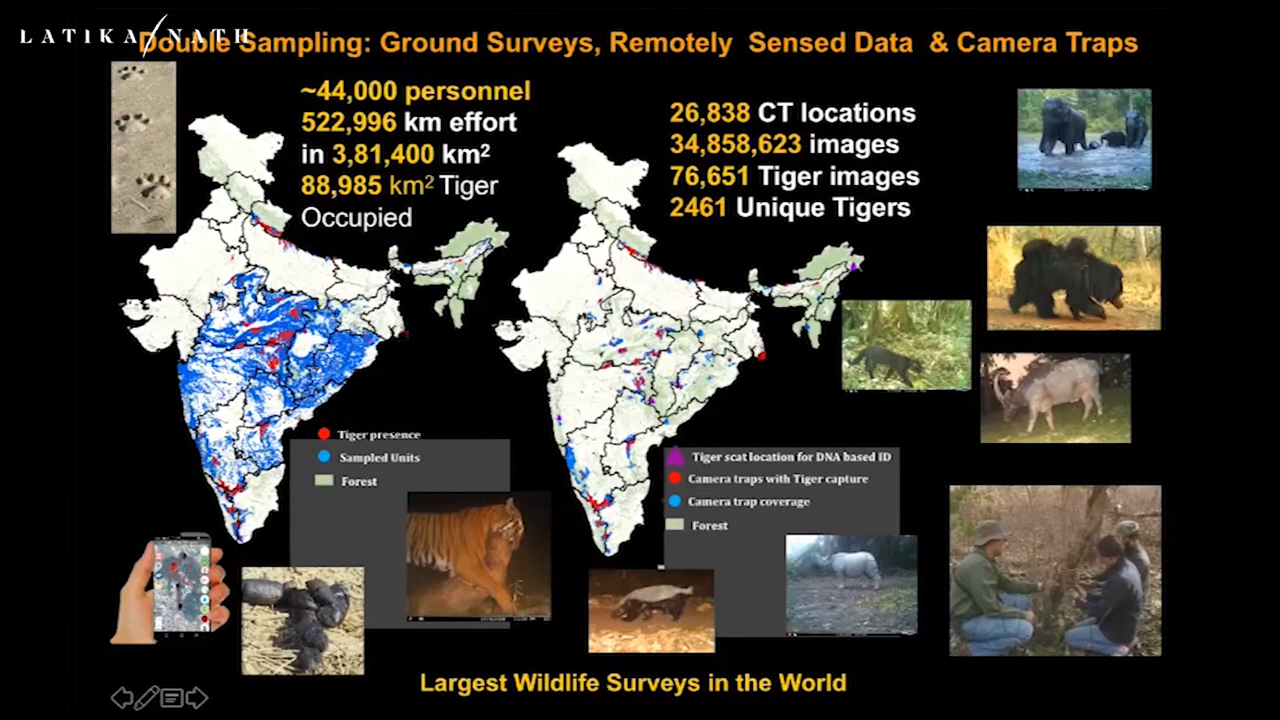 LATIKA NATH
Double Sampling: Ground Surveys, Remotely Sensed Data & Camera Traps
~44,000 personnel
522,996 km effort
in 3,81,400 km²
88,985 km² Tiger
Occupied
26,838 CT locations
34,858,623 images
76,651 Tiger images
2461 Unique Tigers
Tiger presence
Sampled Units
Forest
Tiger scat location for DNA based ID
Camera traps with Tiger capture
Camera trap coverage
Forest
Largest Wildlife Surveys in the World